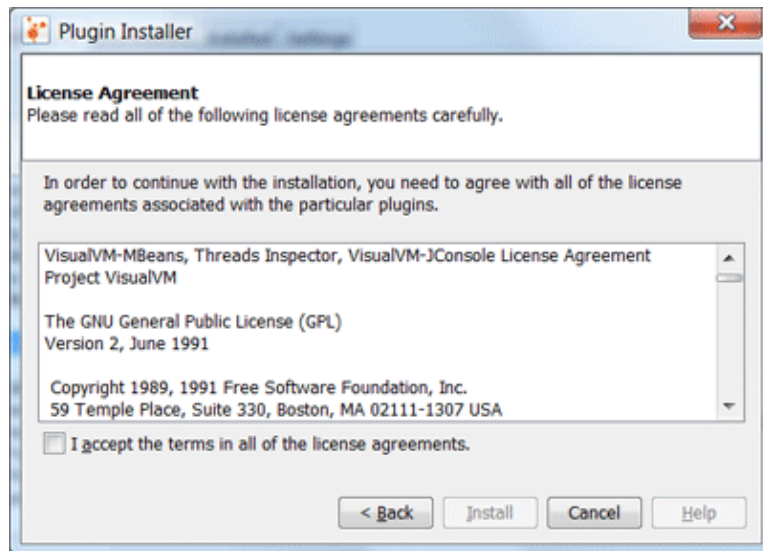 Plugin Installer
License Agreement
Please read all of the following license agreements carefully.
In order to continue with the installation, you need to agree with all of the license
agreements associated with the particular plugins.
VisualVM-MBeans, Threads Inspector, VisualVM-JConsole License Agreement
Project VisualVM
The GNU General Public License (GPL)
Version 2, June 1991
Copyright 1989, 1991 Free Software Foundation, Inc.
59 Temple Place, Suite 330, Boston, MA 02111-1307 USA
I accept the terms in all of the license agreements.
< Back Install Cancel Help